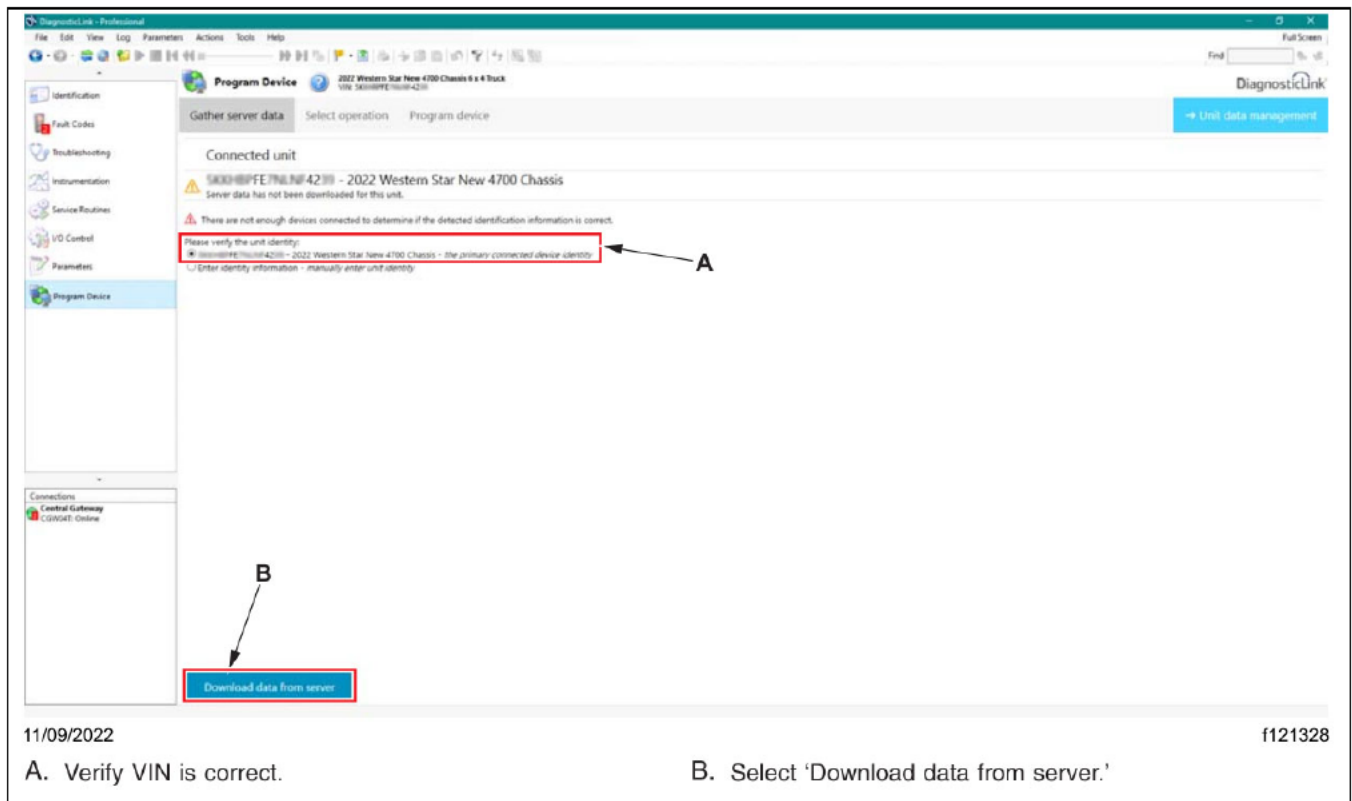 DiagnosticLink - Professional
File Edit View Log Parameters Actions Tools Help
Full Screen
Find
Program Device
2022 Western Star New 4700 Chassis 6 x 4 Truck
VIN:
DiagnosticLink
Identification
Fault Codes
Troubleshooting
Instrumentation
Service Routines
I/O Control
Parameters
Program Device
Gather server data Select operation Program device
→ Unit data management
Connected unit
- 2022 Western Star New 4700 Chassis
Server data has not been downloaded for this unit.
There are not enough devices connected to determine if the detected identification information is correct.
Please verify the unit identity:
- 2022 Western Star New 4700 Chassis - the primary connected device identity
Enter identity information - manually enter unit identity
A
Connections
Central Gateway
CGW04T: Online
B
Download data from server
11/09/2022
f121328
A. Verify VIN is correct.
B. Select ‘Download data from server.’